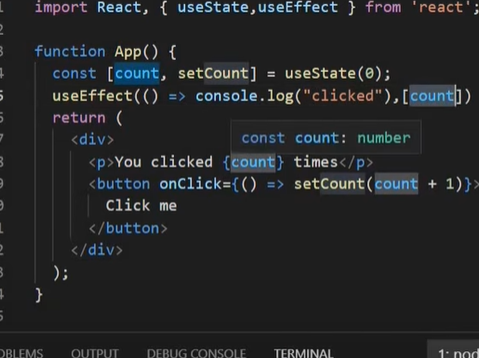 import React, { useState,useEffect } from 'react';
function App() {
const [count, setCount] = useState(0);
useEffect(() => console.log("clicked"),[count])
return (
<div>
const count: number
<p>You clicked {count} times</p>
<button onClick={() => setCount(count + 1)}>
Click me
</button>
</div>
);
}
OUTPUT DEBUG CONSOLE TERMINAL 1: